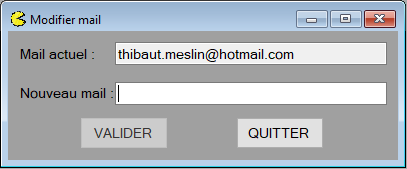 Modifier mail
Mail actuel : thibaut.meslin@hotmail.com
Nouveau mail :
VALIDER QUITTER